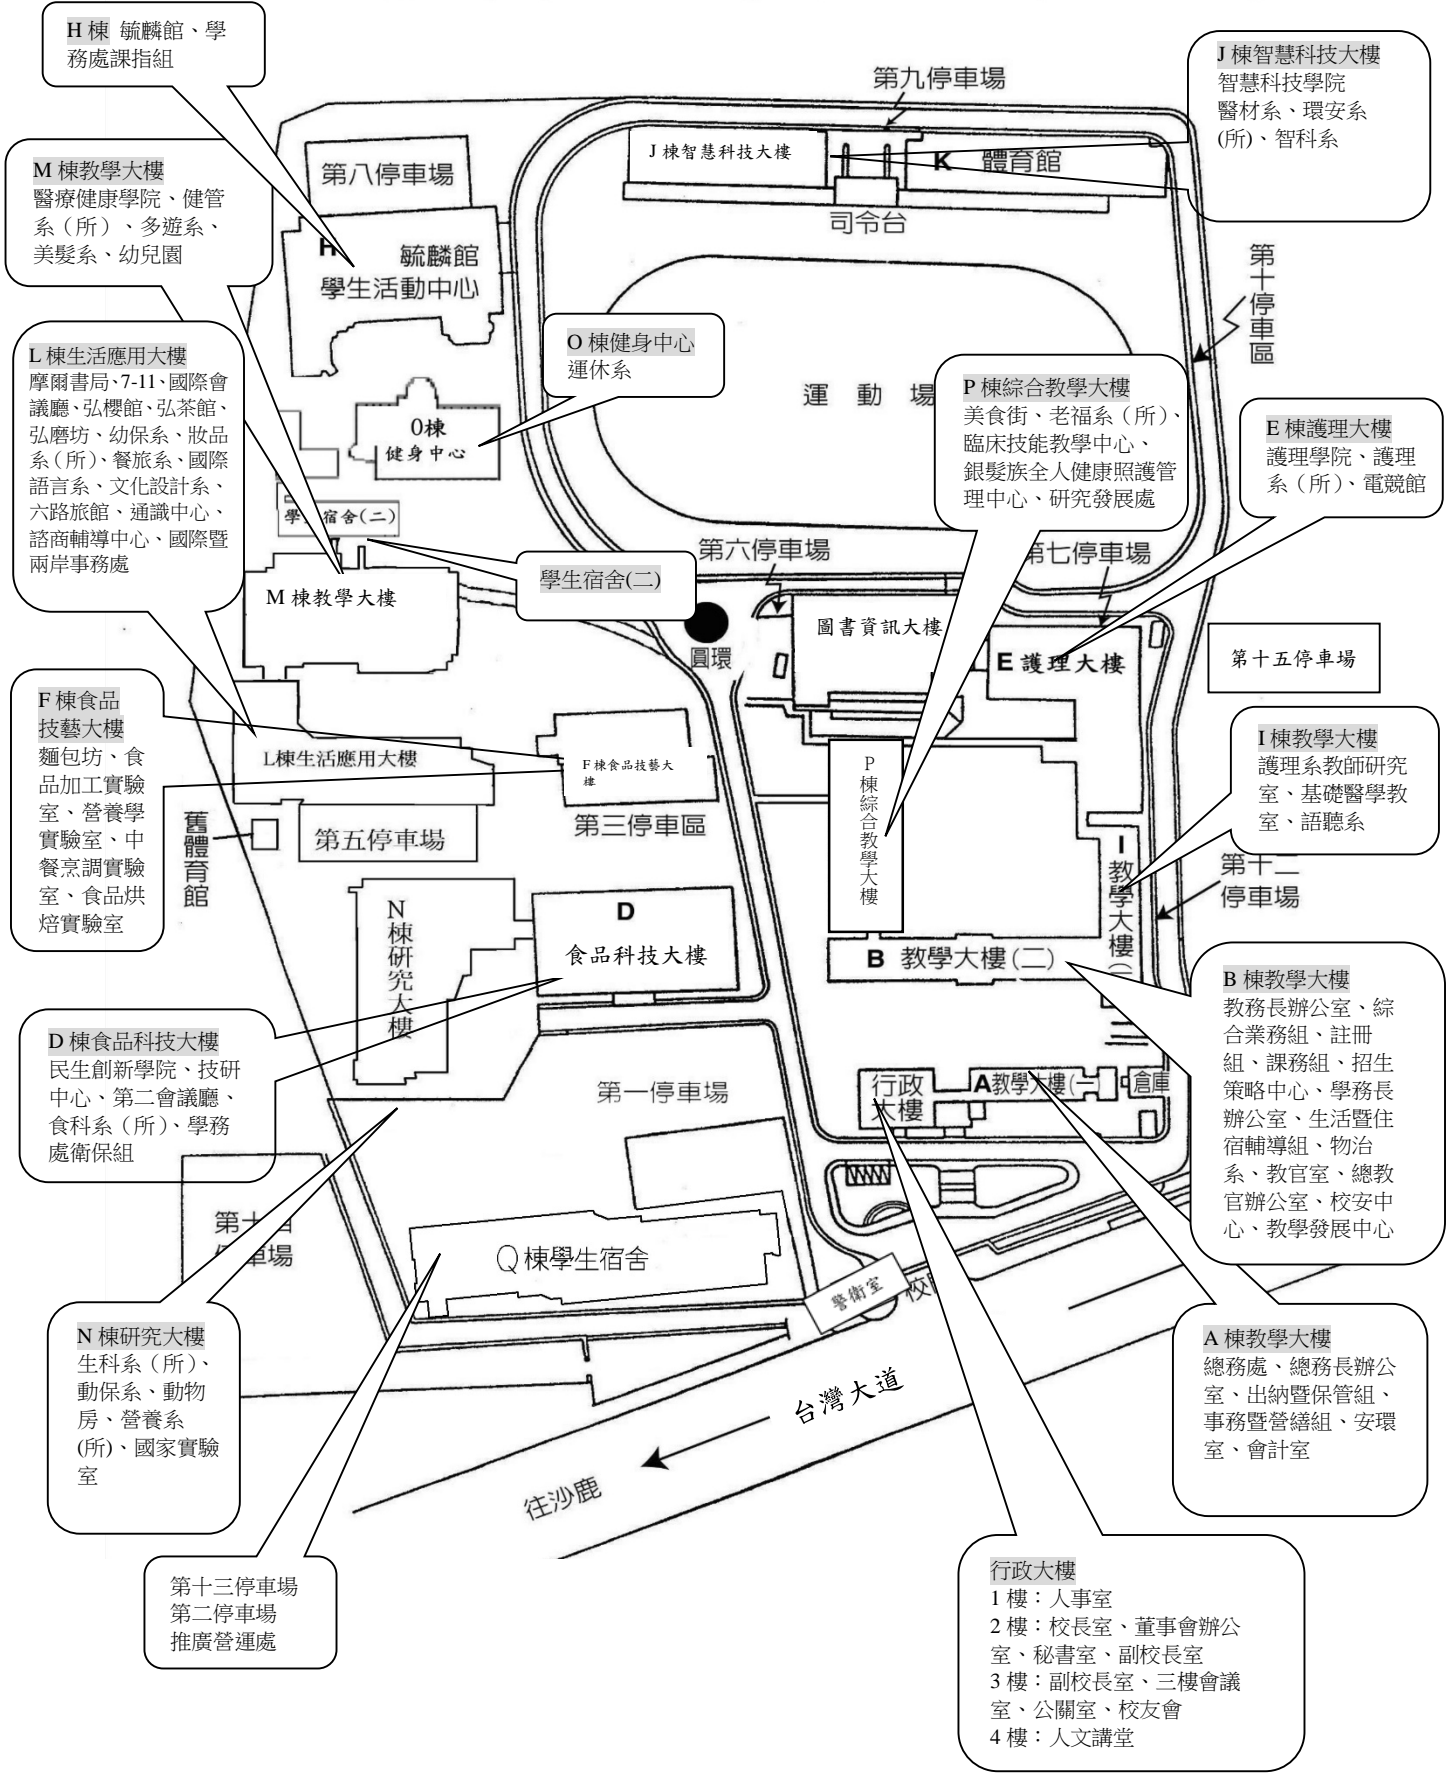 H 棟 毓麟館、學
務處課指組
J 棟智慧科技大樓
智慧科技學院
醫材系、環安系
(所)、智科系
第九停車場
J 棟智慧科技大樓
K 體育館
司令台
M 棟教學大樓
醫療健康學院、健管
系（所）、多遊系、
美髮系、幼兒園
第八停車場
H
毓麟館
學生活動中心
第十停車區
O 棟健身中心
運休系
L 棟生活應用大樓
摩爾書局、7-11、國際會
議廳、弘櫻館、弘茶館、
弘磨坊、幼保系、妝品
系（所）、餐旅系、國際
語言系、文化設計系、
六路旅館、通識中心、
諮商輔導中心、國際暨
兩岸事務處
運動場
P 棟綜合教學大樓
美食街、老福系（所）、
臨床技能教學中心、
銀髮族全人健康照護管
理中心、研究發展處
E 棟護理大樓
護理學院、護理
系（所）、電競館
O棟
健身中心
宿舍(二)
第六停車場
第七停車場
學生宿舍(二)
M 棟教學大樓
圓環
圖書資訊大樓
E 護理大樓
第十五停車場
F 棟食品
技藝大樓
麵包坊、食
品加工實驗
室、營養學
實驗室、中
餐烹調實驗
室、食品烘
焙實驗室
L棟生活應用大樓
F 棟食品技藝大
樓
P棟綜合教學大樓
I 棟教學大樓
護理系教師研究
室、基礎醫學教
室、語聽系
舊體育館
第五停車場
第三停車區
I 教學大樓(一
第十二
停車場
N棟研究大樓
D
食品科技大樓
B 教學大樓(二)
B 棟教學大樓
教務長辦公室、綜
合業務組、註冊
組、課務組、招生
策略中心、學務長
辦公室、生活暨住
宿輔導組、物治
系、教官室、總教
官辦公室、校安中
心、教學發展中心
D 棟食品科技大樓
民生創新學院、技研
中心、第二會議廳、
食科系（所）、學務
處衛保組
第一停車場
行政
大樓
A教學大樓(一)
倉庫
停車場
Q棟學生宿舍
警衛室
校
N 棟研究大樓
生科系（所）、
動保系、動物
房、營養系
(所)、國家實驗
室
A 棟教學大樓
總務處、總務長辦公
室、出納暨保管組、
事務暨營繕組、安環
室、會計室
台灣大道
往沙鹿
第十三停車場
第二停車場
推廣營運處
行政大樓
1 樓：人事室
2 樓：校長室、董事會辦公
室、秘書室、副校長室
3 樓：副校長室、三樓會議
室、公關室、校友會
4 樓：人文講堂